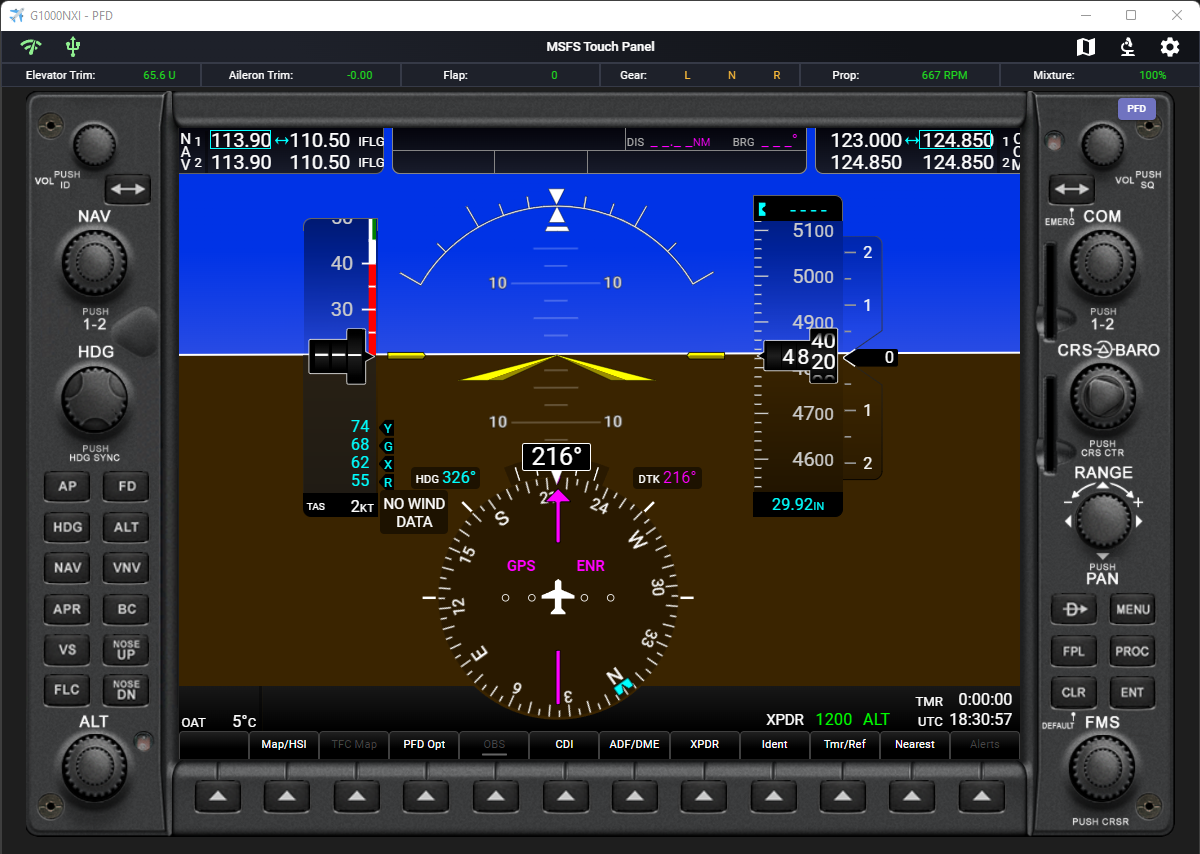 G1000NXI - PFD
MSFS Touch Panel
Elevator Trim: 65.6 U Aileron Trim: -0.00 Flap: 0 Gear: L N R Prop: 667 RPM Mixture: 100%
PFD
NAV 1 113.90 ↔ 110.50 IFLG
2 113.90 110.50 IFLG
DIS _ _._ _NM BRG _ _ _°
123.000 ↔ 124.850 1
124.850 124.850 2
VOL PUSH ID
VOL PUSH SQ
NAV
EMERG COM
PUSH
1-2
PUSH
1-2
HDG
CRS BARO
PUSH
HDG SYNC
PUSH
CRS CTR
RANGE
- +
PUSH
PAN
AP FD
HDG ALT
NAV VNV
APR BC
VS NOSE UP
FLC NOSE DN
ALT
D MENU
FPL PROC
CLR ENT
DEFAULT FMS
PUSH CRSR
40
30
- - -
74 Y
68 G
62 X
55 R
TAS 2KT
NO WIND
DATA
10 10
10 10
- - - -
5100
5000
4900
48 40
20
4700
4600
29.92IN
2
1
0
1
2
216°
HDG 326°
DTK 216°
GPS ENR
S 24 W 30 33 N 3 6 E 12 15
OAT 5°C
XPDR 1200 ALT
TMR 0:00:00
UTC 18:30:57
Map/HSI TFC Map PFD Opt OBS CDI ADF/DME XPDR Ident Tmr/Ref Nearest Alerts